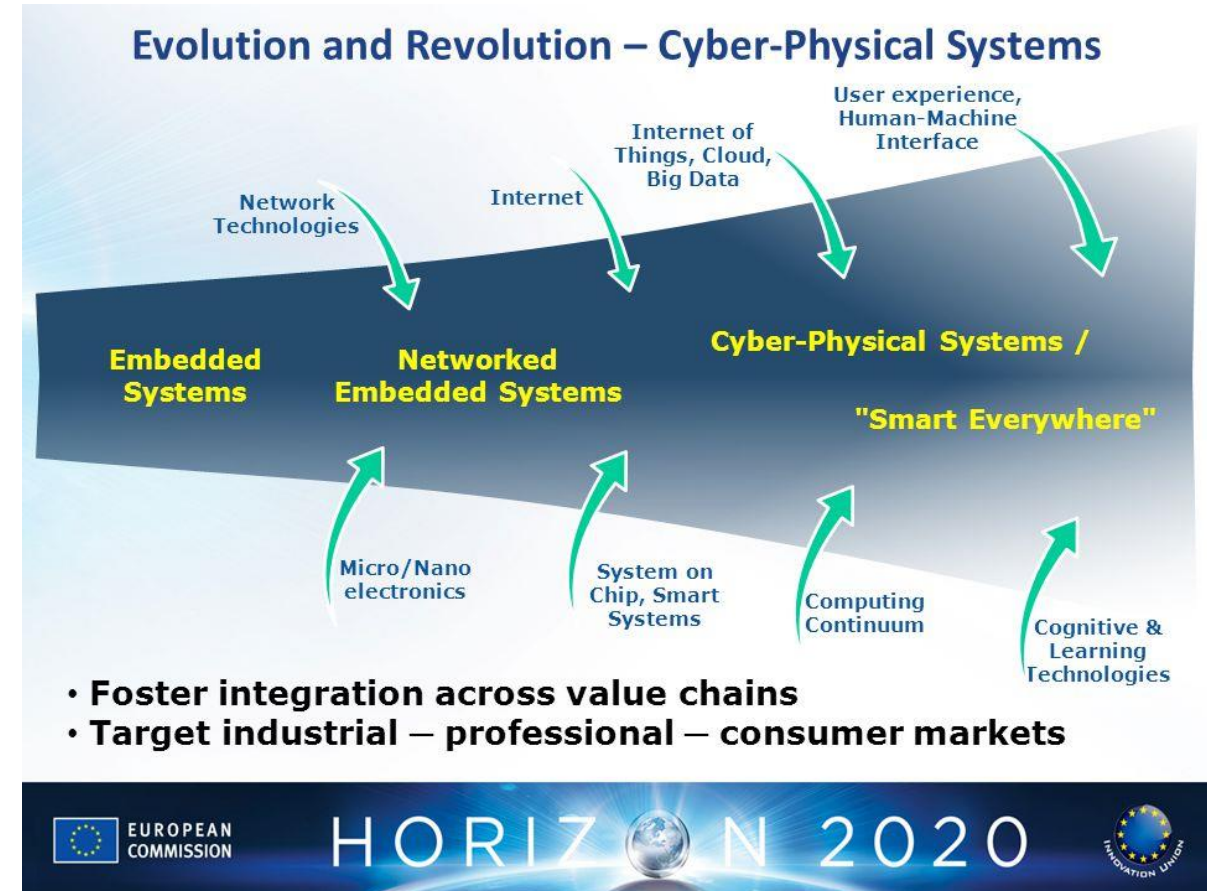 Evolution and Revolution – Cyber-Physical Systems
User experience,
Human-Machine
Interface
Internet of
Things, Cloud,
Big Data
Internet
Network
Technologies
Embedded
Systems
Networked
Embedded Systems
Cyber-Physical Systems /
"Smart Everywhere"
Micro/Nano
electronics
System on
Chip, Smart
Systems
Computing
Continuum
Cognitive &
Learning
Technologies
• Foster integration across value chains
• Target industrial — professional — consumer markets
EUROPEAN
COMMISSION
HORIZON 2020
INNOVATION UNION